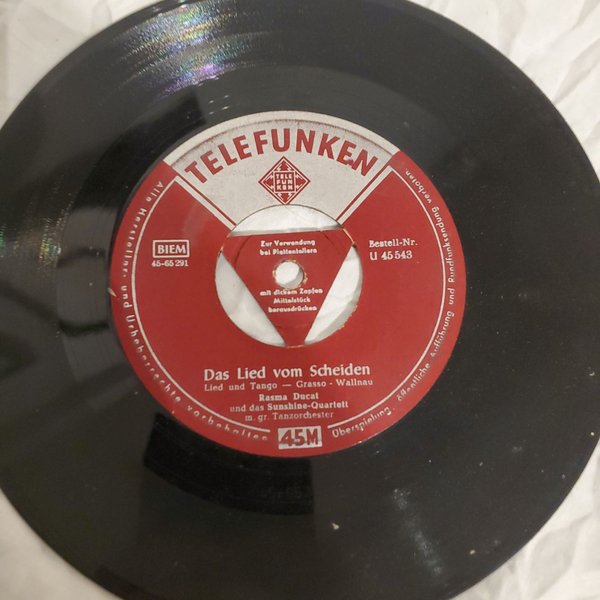 TELEFUNKEN
TELE
FUN
KEN
BIEM
45-65 291
Zur Verwendung
bei Plattentellern
mit dickem Zapfen
Mittelstück
herausdrücken
Bestell-Nr.
U 45 543
Das Lied vom Scheiden
Lied und Tango — Grasso - Wallnau
Rasma Ducat
und das Sunshine-Quartett
m. gr. Tanzorchester
45M
Alle Hersteller- und Urheberrechte vorbehalten
Überspielung, öffentliche Aufführung und Rundfunksendung verboten